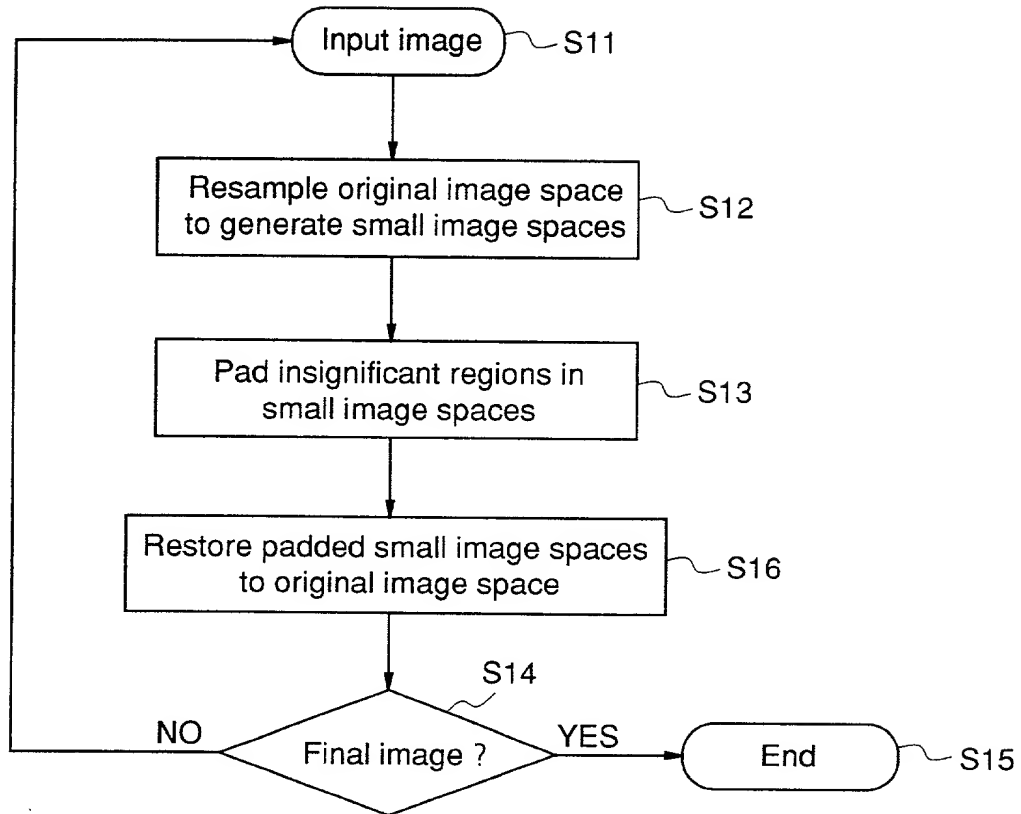 Input image
S11
Resample original image space
to generate small image spaces
S12
Pad insignificant regions in
small image spaces
S13
Restore padded small image spaces
to original image space
S16
S14
NO
Final image ?
YES
End
S15